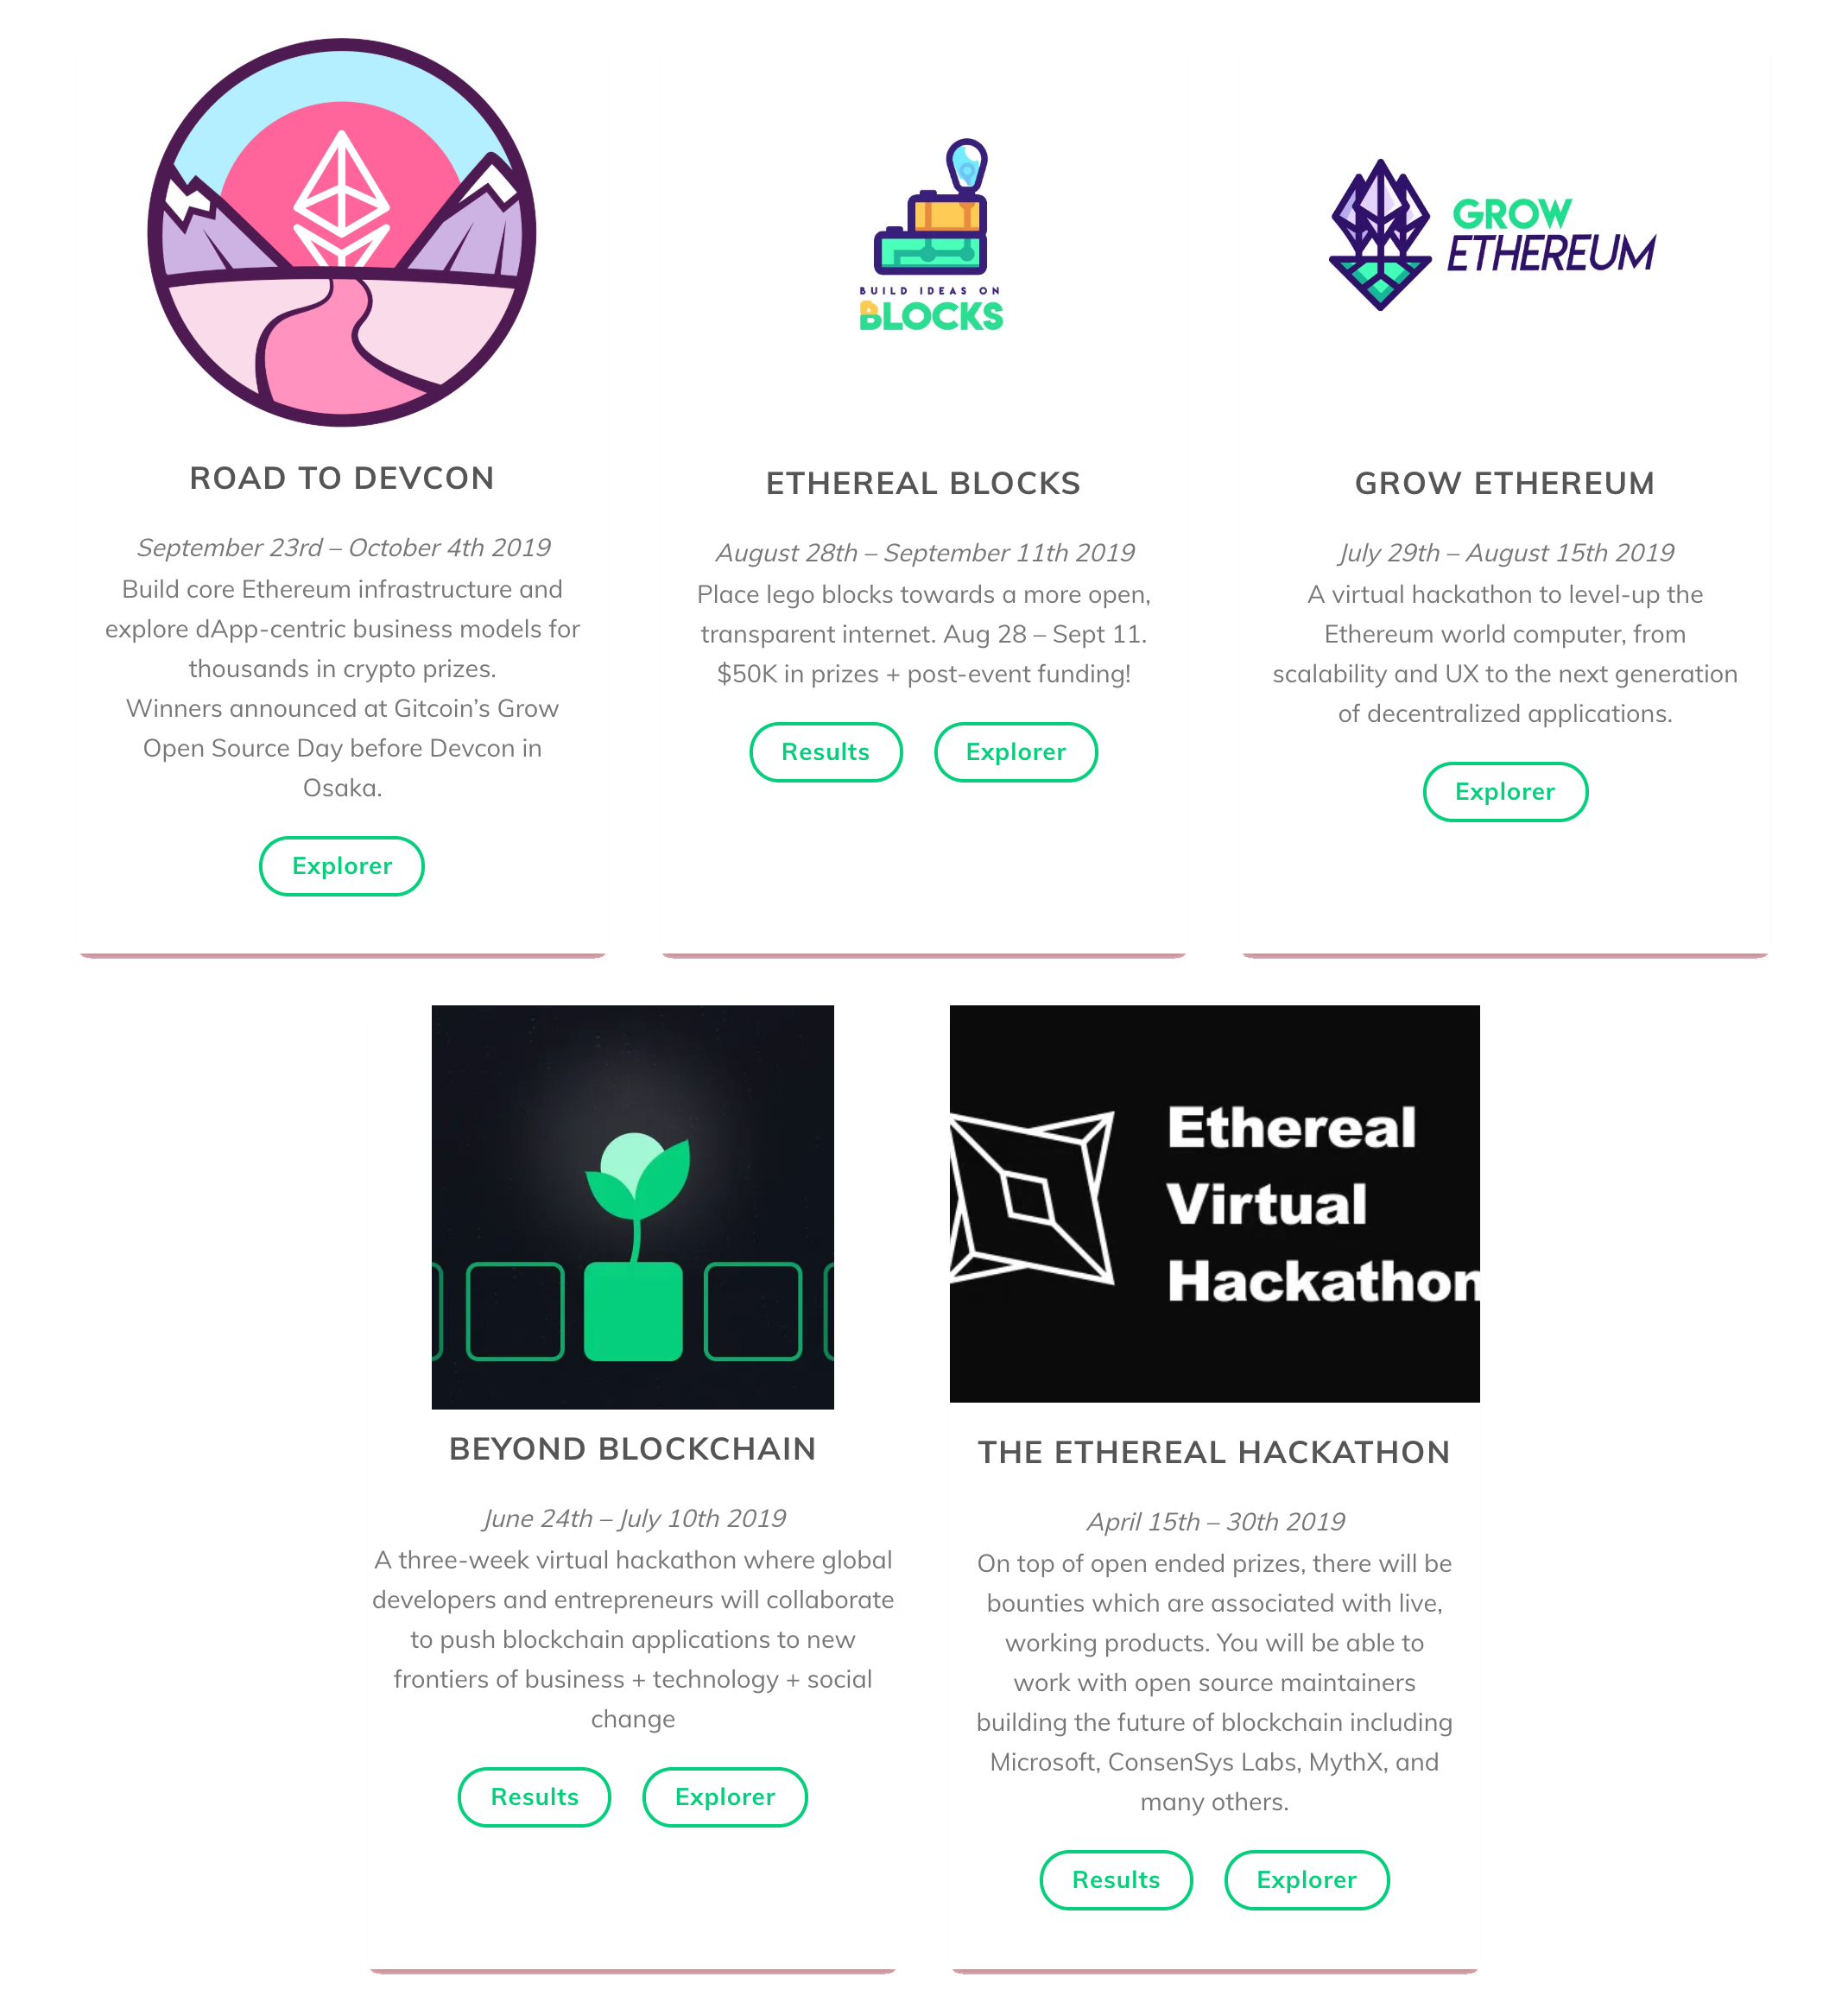 BUILD IDEAS ON
BLOCKS
GROW
ETHEREUM
ROAD TO DEVCON
September 23rd – October 4th 2019
Build core Ethereum infrastructure and
explore dApp-centric business models for
thousands in crypto prizes.
Winners announced at Gitcoin’s Grow
Open Source Day before Devcon in
Osaka.
Explorer
ETHEREAL BLOCKS
August 28th – September 11th 2019
Place lego blocks towards a more open,
transparent internet. Aug 28 – Sept 11.
$50K in prizes + post-event funding!
Results
Explorer
GROW ETHEREUM
July 29th – August 15th 2019
A virtual hackathon to level-up the
Ethereum world computer, from
scalability and UX to the next generation
of decentralized applications.
Explorer
BEYOND BLOCKCHAIN
June 24th – July 10th 2019
A three-week virtual hackathon where global
developers and entrepreneurs will collaborate
to push blockchain applications to new
frontiers of business + technology + social
change
Results
Explorer
Ethereal
Virtual
Hackathon
THE ETHEREAL HACKATHON
April 15th – 30th 2019
On top of open ended prizes, there will be
bounties which are associated with live,
working products. You will be able to
work with open source maintainers
building the future of blockchain including
Microsoft, ConsenSys Labs, MythX, and
many others.
Results
Explorer